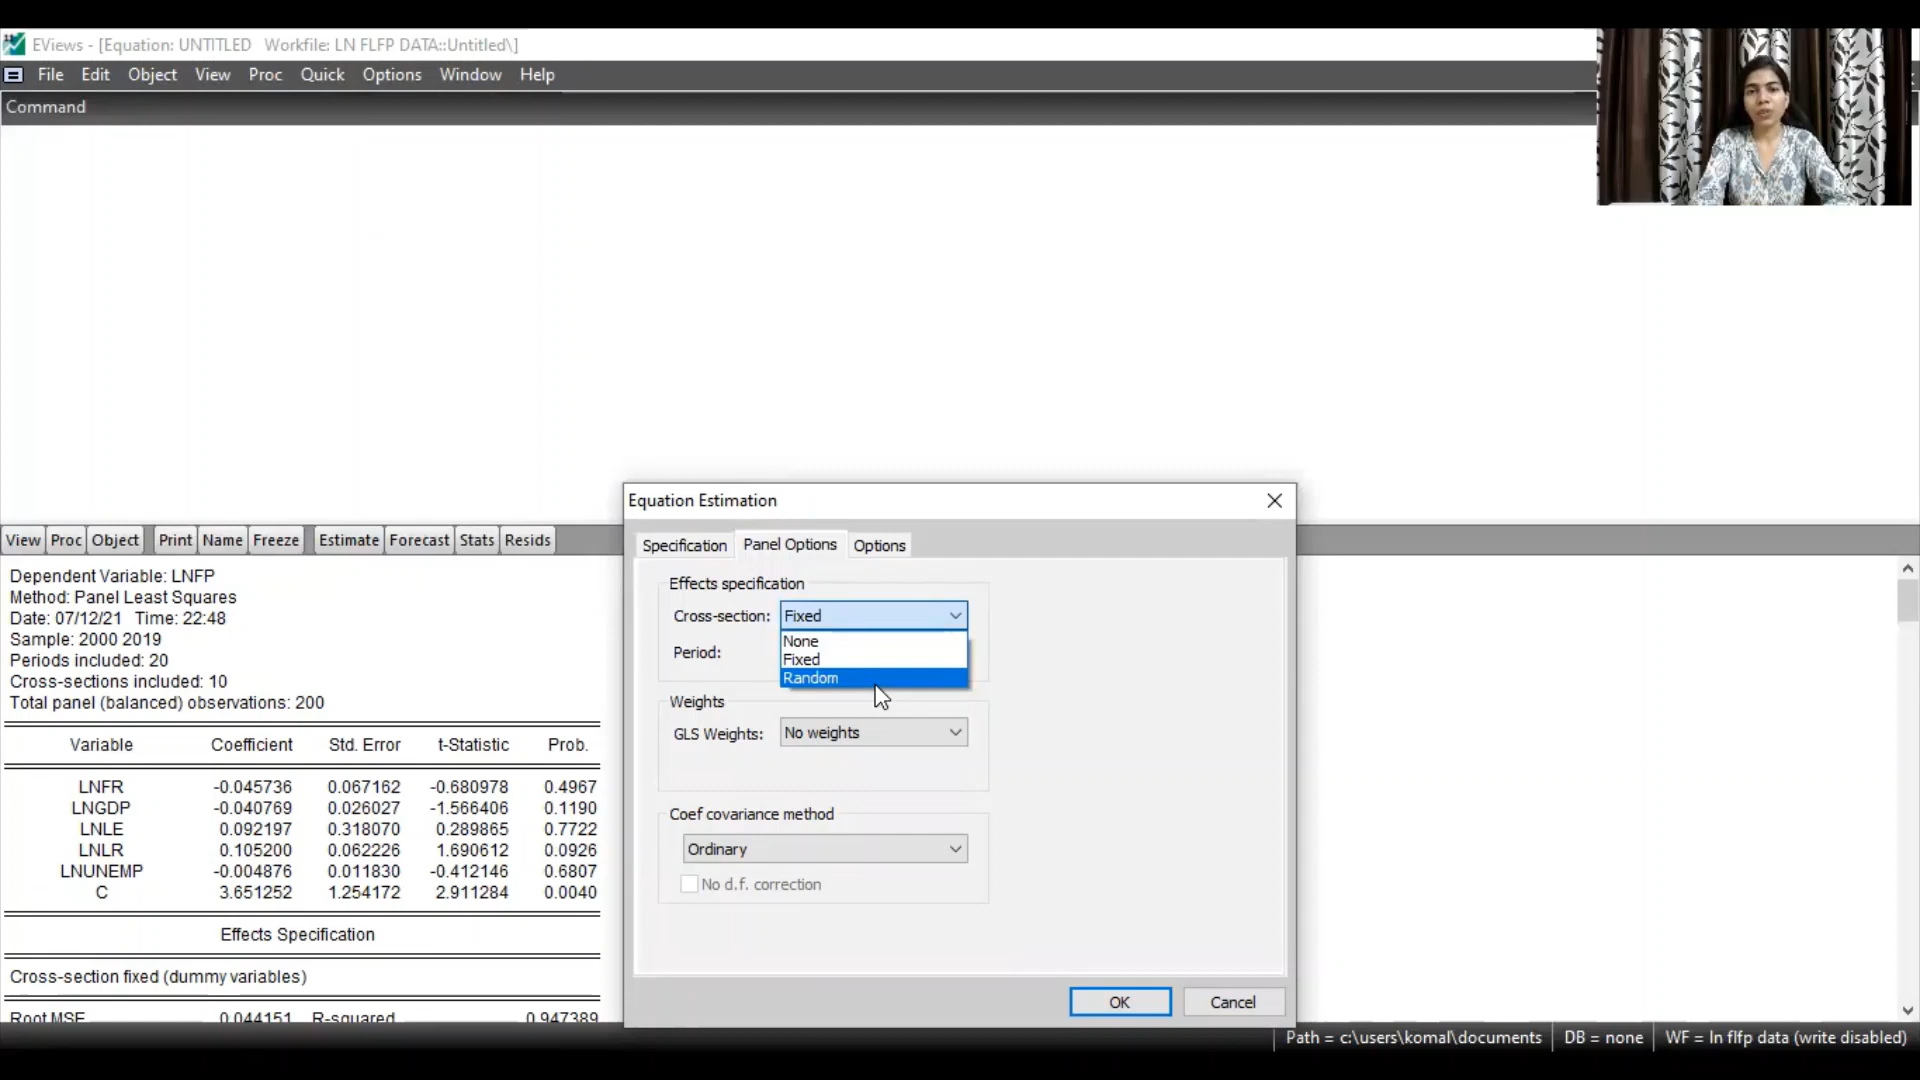 EViews - [Equation: UNTITLED   Workfile: LN FLFP DATA::Untitled\]
File Edit Object View Proc Quick Options Window Help
Command
View Proc Object Print Name Freeze Estimate Forecast Stats Resids
Dependent Variable: LNFP
Method: Panel Least Squares
Date: 07/12/21   Time: 22:48
Sample: 2000 2019
Periods included: 20
Cross-sections included: 10
Total panel (balanced) observations: 200
Variable Coefficient Std. Error t-Statistic Prob.
LNFR -0.045736 0.067162 -0.680978 0.4967
LNGDP -0.040769 0.026027 -1.566406 0.1190
LNLE 0.092197 0.318070 0.289865 0.7722
LNLR 0.105200 0.062226 1.690612 0.0926
LNUNEMP -0.004876 0.011830 -0.412146 0.6807
C 3.651252 1.254172 2.911284 0.0040
Effects Specification
Cross-section fixed (dummy variables)
Root MSE 0.044151 R-squared 0.947389
Equation Estimation
Specification Panel Options Options
Effects specification
Cross-section: Fixed
None
Fixed
Period:
Random
Weights
GLS Weights: No weights
Coef covariance method
Ordinary
No d.f. correction
OK Cancel
Path = c:\users\komal\documents DB = none WF = ln flfp data (write disabled)